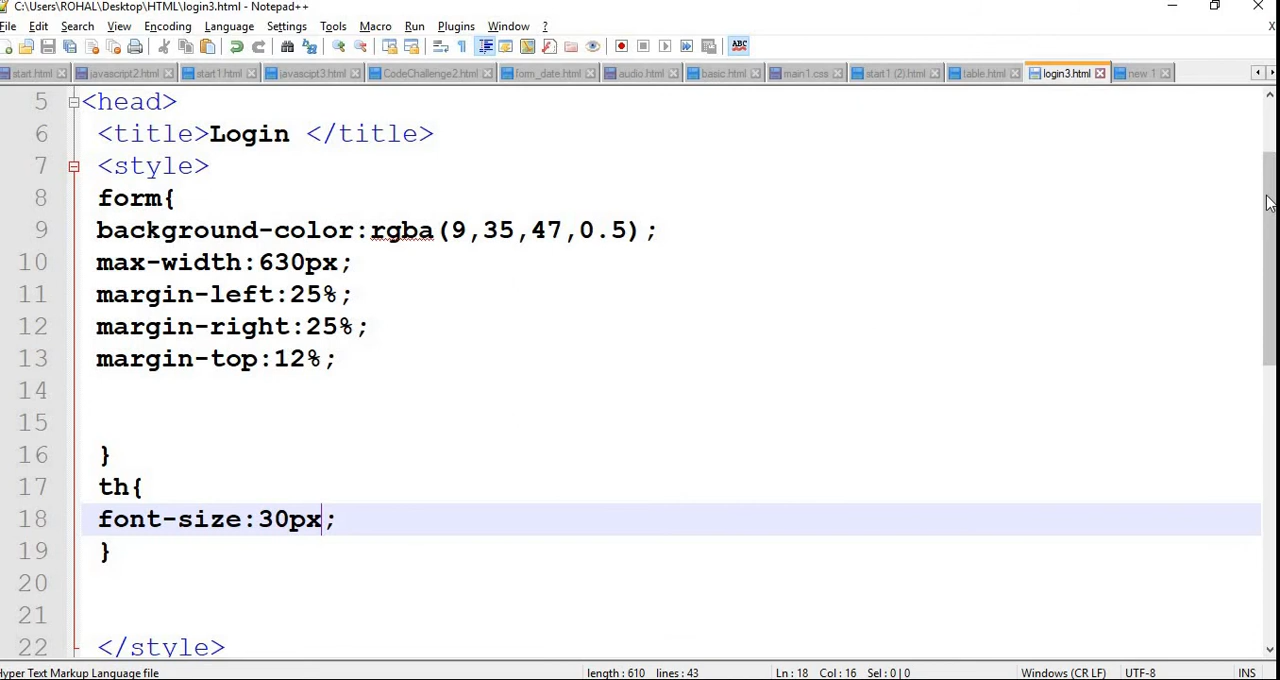 C:\Users\ROHAL\Desktop\HTML\login3.html - Notepad++
File Edit Search View Encoding Language Settings Tools Macro Run Plugins Window ? X
ABC
start.html javascript2.html start1.html javascipt3.html CodeChallenge2.html form_date.html audio.html basic.html main1.css start1 (2).html table.html login3.html new 1
5 <head>
6 <title>Login </title>
7 <style>
8 form{
9 background-color:rgba(9,35,47,0.5);
10 max-width:630px;
11 margin-left:25%;
12 margin-right:25%;
13 margin-top:12%;
14
15
16 }
17 th{
18 font-size:30px;
19 }
20
21
22 </style>
Hyper Text Markup Language file length : 610 lines : 43 Ln : 18 Col : 16 Sel : 0 | 0 Windows (CR LF) UTF-8 INS